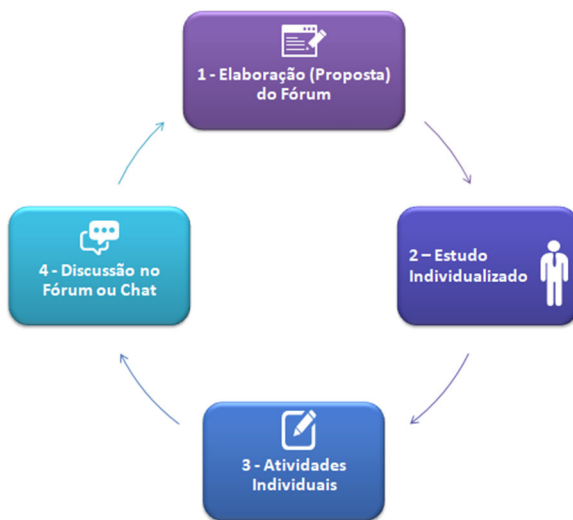 1 - Elaboração (Proposta)
do Fórum
2 – Estudo
Individualizado
3 - Atividades
Individuais
4 - Discussão no
Fórum ou Chat